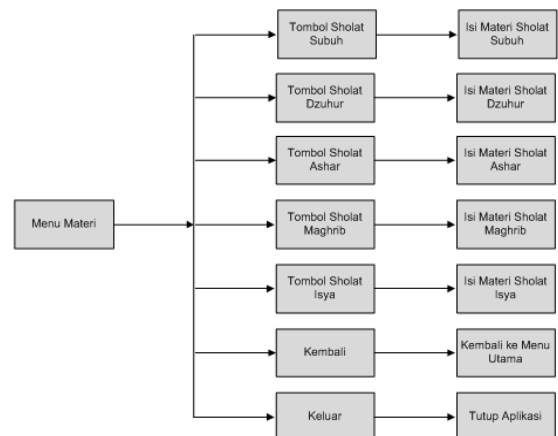 Tombol Sholat
Subuh
Isi Materi Sholat
Subuh
Tombol Sholat
Dzuhur
Isi Materi Sholat
Dzuhur
Tombol Sholat
Ashar
Isi Materi Sholat
Ashar
Menu Materi
Tombol Sholat
Maghrib
Isi Materi Sholat
Maghrib
Tombol Sholat
Isya
Isi Materi Sholat
Isya
Kembali
Kembali ke Menu
Utama
Keluar
Tutup Aplikasi